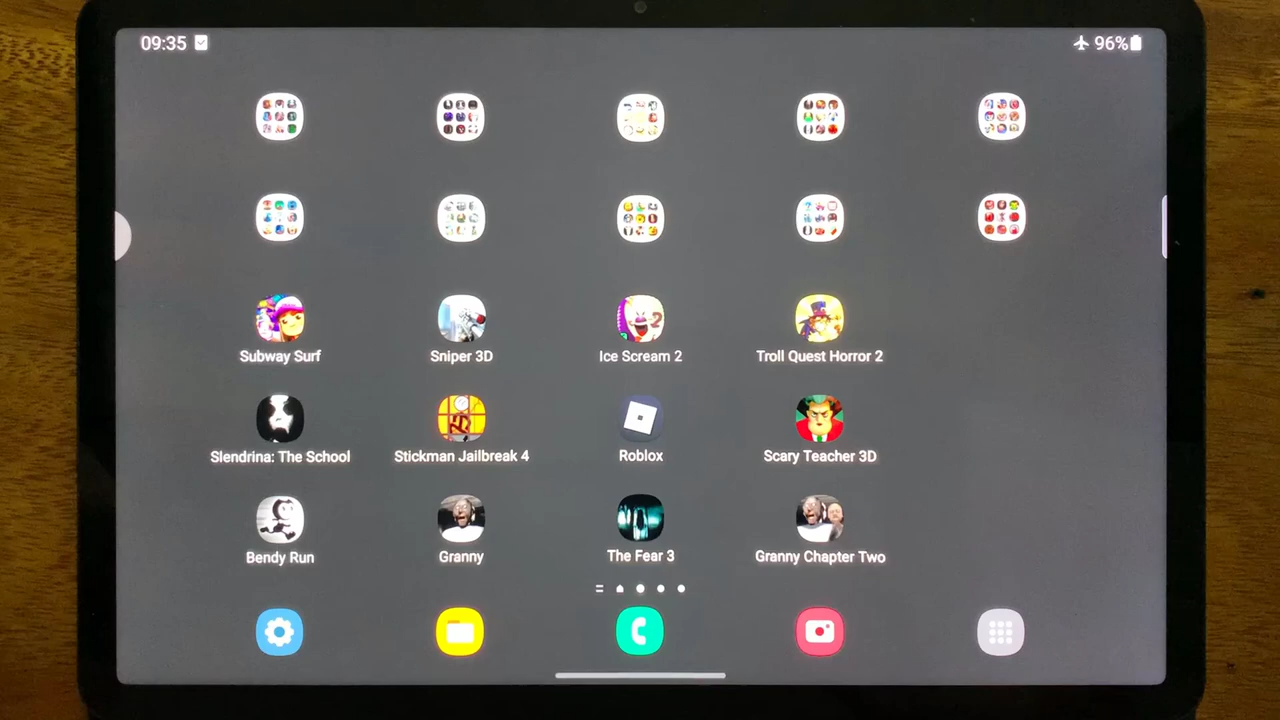 09:35
96%
Subway Surf
Sniper 3D
Ice Scream 2
Troll Quest Horror 2
Slendrina: The School
Stickman Jailbreak 4
Roblox
Scary Teacher 3D
Bendy Run
Granny
The Fear 3
Granny Chapter Two